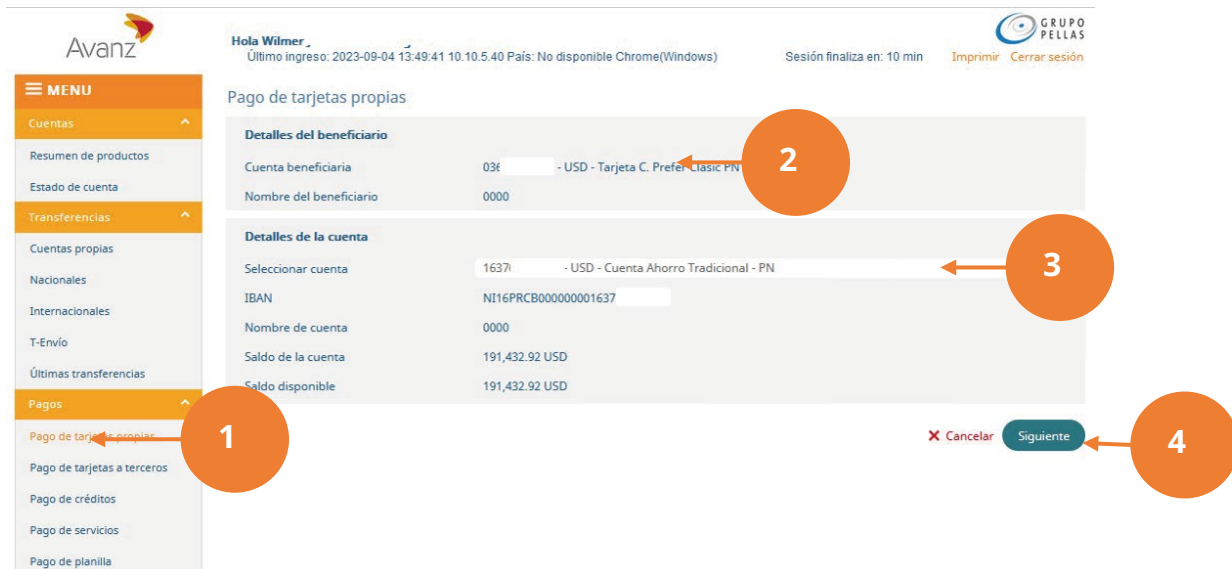 Avanz
Hola Wilmer
Último ingreso: 2023-09-04 13:49:41 10.10.5.40 País: No disponible Chrome(Windows)
Sesión finaliza en: 10 min
GRUPO
PELLAS
Imprimir Cerrar sesión
MENU
Cuentas
Resumen de productos
Estado de cuenta
Transferencias
Cuentas propias
Nacionales
Internacionales
T-Envío
Últimas transferencias
Pagos
Pago de tarjetas propias
Pago de tarjetas a terceros
Pago de créditos
Pago de servicios
Pago de planilla
Pago de tarjetas propias
Detalles del beneficiario
Cuenta beneficiaria 036 - USD - Tarjeta C. Prefer Clasic PN
Nombre del beneficiario 0000
Detalles de la cuenta
Seleccionar cuenta 1637 - USD - Cuenta Ahorro Tradicional - PN
IBAN NI16PRCB000000001637
Nombre de cuenta 0000
Saldo de la cuenta 191,432.92 USD
Saldo disponible 191,432.92 USD
Cancelar Siguiente
1
2
3
4